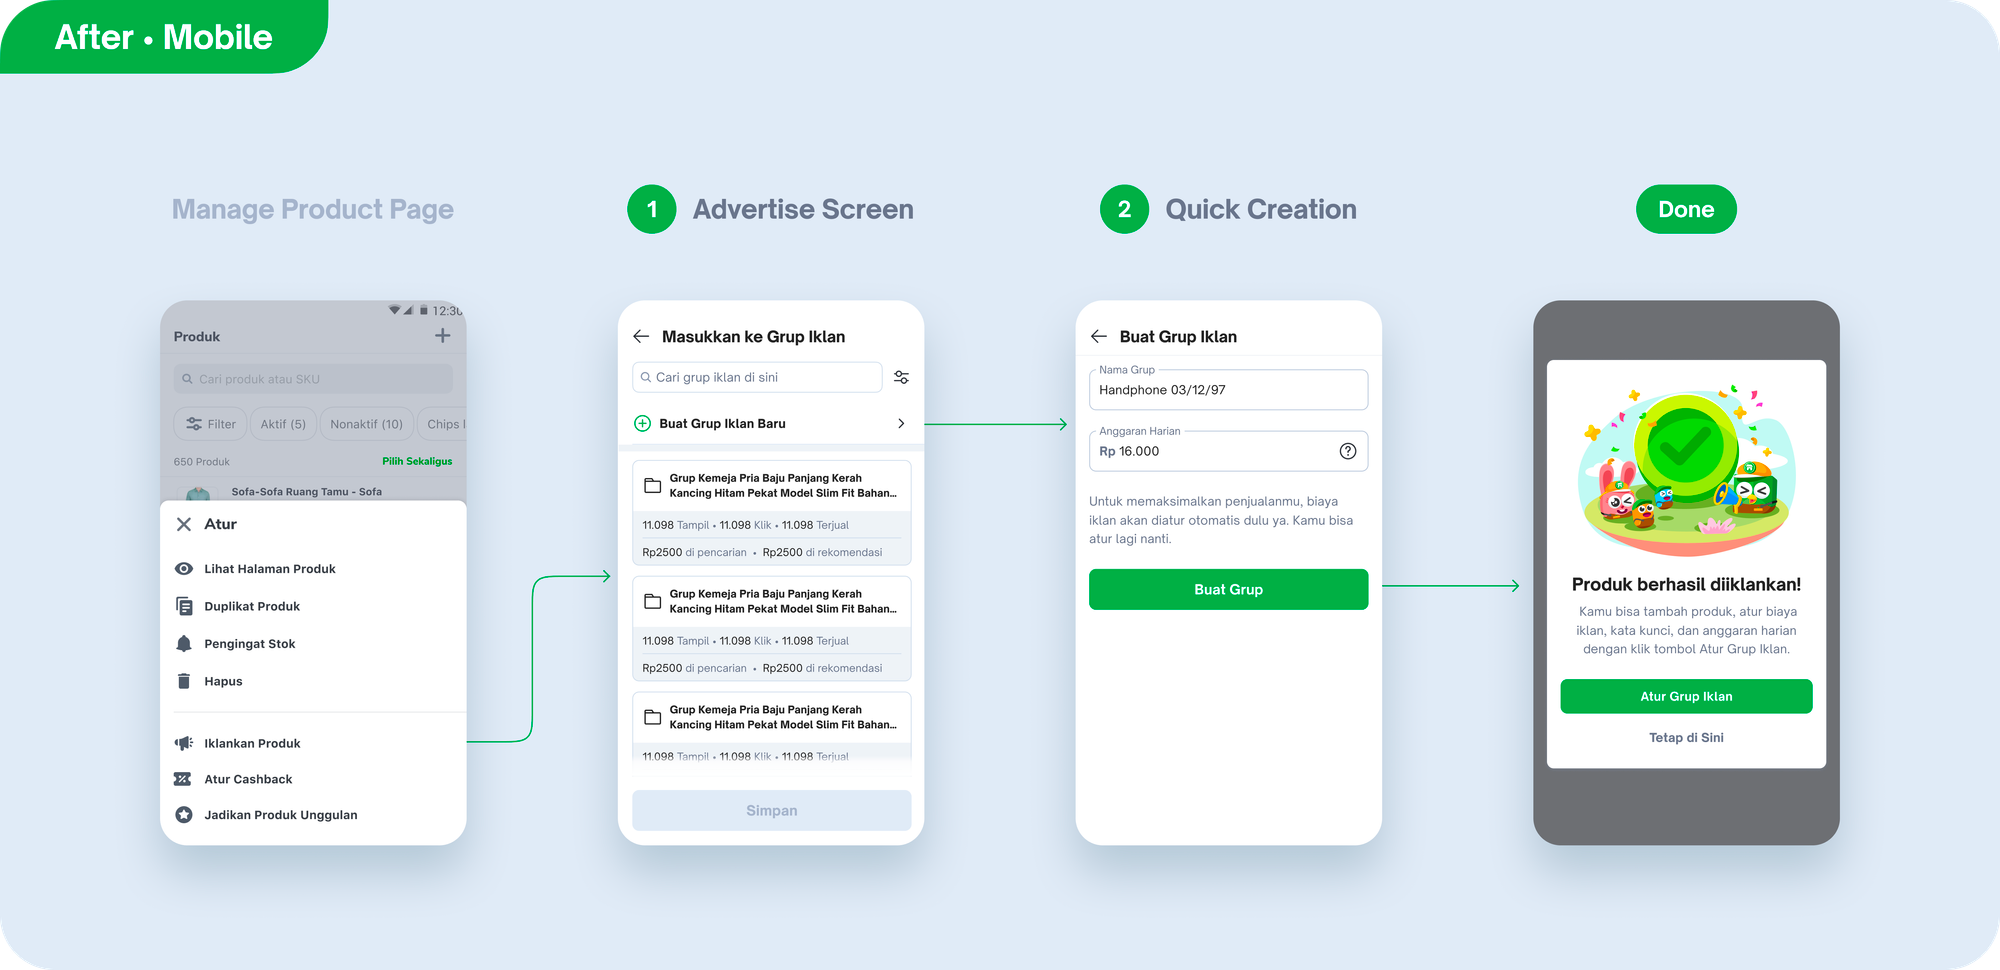 After • Mobile
Manage Product Page
1 Advertise Screen
2 Quick Creation
Done
12:30
Produk
Cari produk atau SKU
Filter
Aktif (5)
Nonaktif (10)
Chips
650 Produk
Pilih Sekaligus
Sofa-Sofa Ruang Tamu - Sofa
Atur
Lihat Halaman Produk
Duplikat Produk
Pengingat Stok
Hapus
Iklankan Produk
Atur Cashback
Jadikan Produk Unggulan
Masukkan ke Grup Iklan
Cari grup iklan di sini
Buat Grup Iklan Baru
Grup Kemeja Pria Baju Panjang Kerah
Kancing Hitam Pekat Model Slim Fit Bahan...
11.098 Tampil • 11.098 Klik • 11.098 Terjual
Rp2500 di pencarian • Rp2500 di rekomendasi
Grup Kemeja Pria Baju Panjang Kerah
Kancing Hitam Pekat Model Slim Fit Bahan...
11.098 Tampil • 11.098 Klik • 11.098 Terjual
Rp2500 di pencarian • Rp2500 di rekomendasi
Grup Kemeja Pria Baju Panjang Kerah
Kancing Hitam Pekat Model Slim Fit Bahan...
11.098 Tampil • 11.098 Klik • 11.098 Terjual
Simpan
Buat Grup Iklan
Nama Grup
Handphone 03/12/97
Anggaran Harian
Rp 16.000
Untuk memaksimalkan penjualanmu, biaya
iklan akan diatur otomatis dulu ya. Kamu bisa
atur lagi nanti.
Buat Grup
Produk berhasil diiklankan!
Kamu bisa tambah produk, atur biaya
iklan, kata kunci, dan anggaran harian
dengan klik tombol Atur Grup Iklan.
Atur Grup Iklan
Tetap di Sini